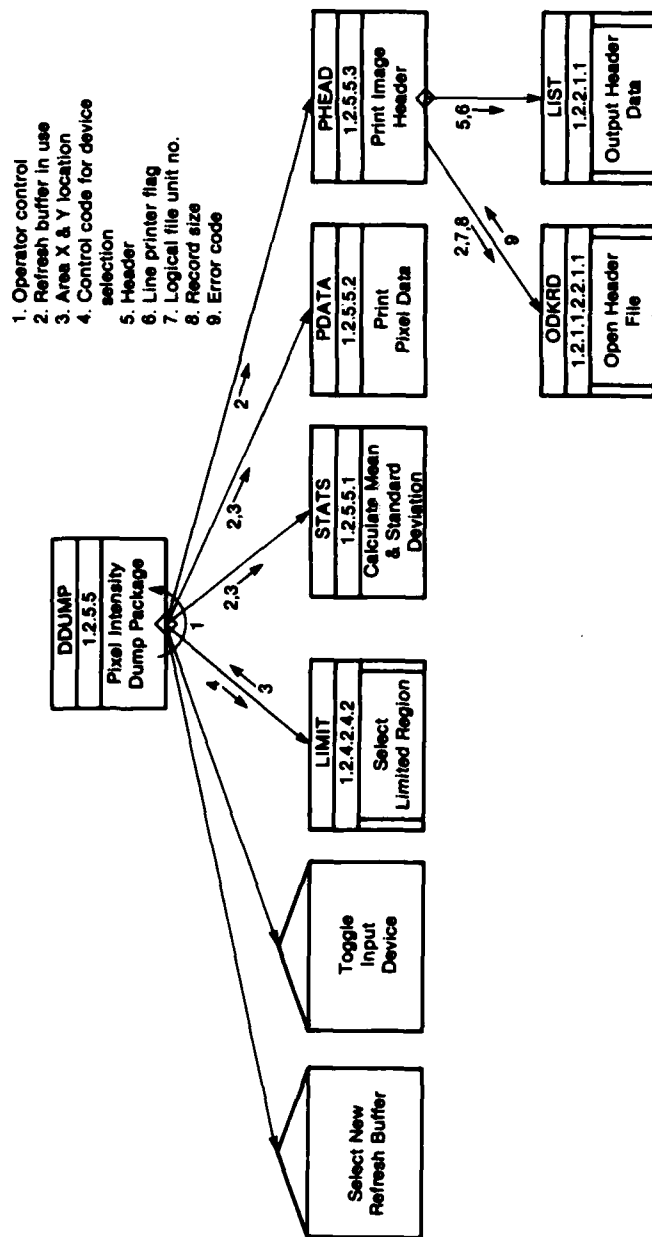 1. Operator control
2. Refresh buffer in use
3. Area X & Y location
4. Control code for device
selection
5. Header
6. Line printer flag
7. Logical file unit no.
8. Record size
9. Error code
DDUMP
1.2.5.5
Pixel Intensity
Dump Package
1
4
3
2,3
2,3
2
Select New
Refresh Buffer
Toggle
Input
Device
LIMIT
1.2.4.2.4.2
Select
Limited Region
STATS
1.2.5.5.1
Calculate Mean
& Standard
Deviation
PDATA
1.2.5.5.2
Print
Pixel Data
PHEAD
1.2.5.5.3
Print Image
Header
2,7,8
9
5,6
ODKRD
1.2.1.1.2.2.1.1
Open Header
File
LIST
1.2.2.1.1
Output Header
Data